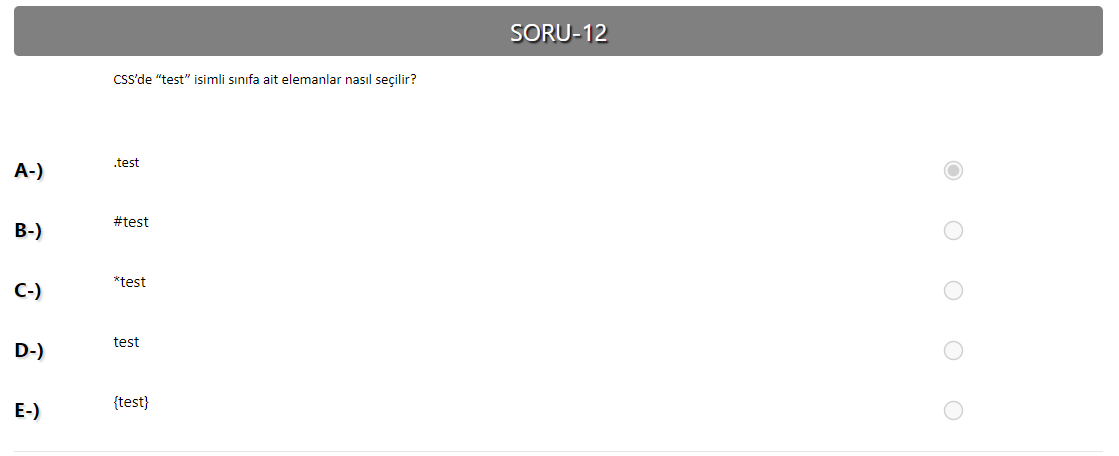 SORU-12
CSS’de “test” isimli sınıfa ait elemanlar nasıl seçilir?
A-) .test
B-) #test
C-) *test
D-) test
E-) {test}